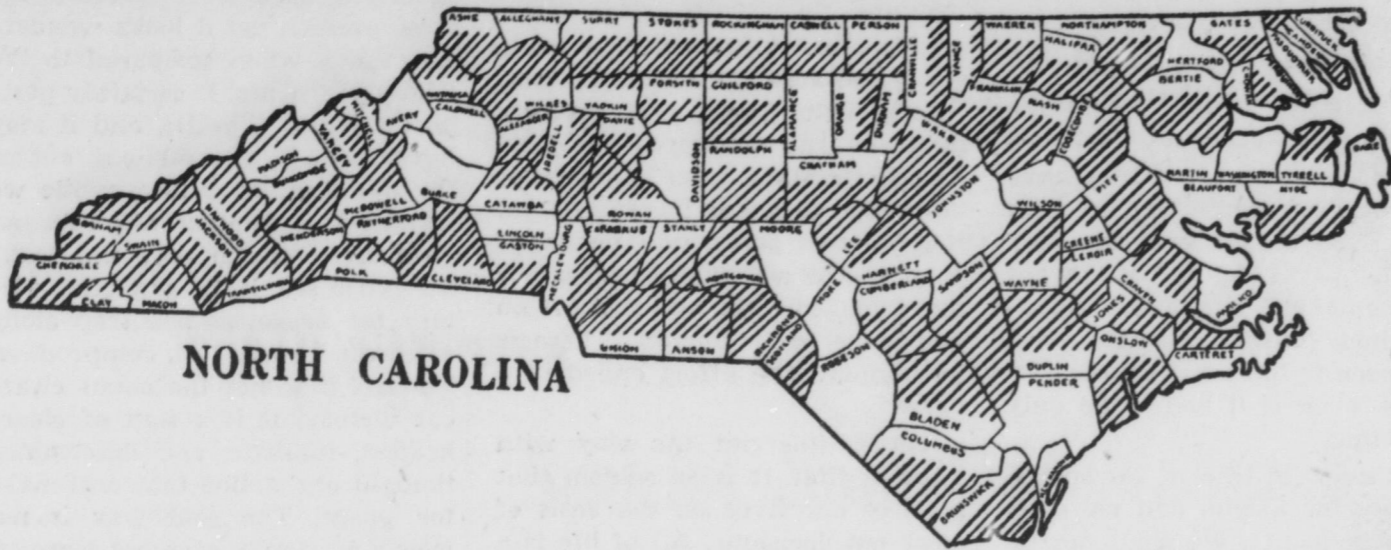 ASHE ALLEGHANY SURRY STOKES ROCKINGHAM CASWELL PERSON GRANVILLE VANCE WARREN NORTHAMPTON GATES CURRITUCK
HALIFAX HERTFORD
BERTIE
WATAUGA WILKES YADKIN FORSYTH GUILFORD ALAMANCE ORANGE DURHAM FRANKLIN NASH EDGECOMBE
MITCHELL AVERY CALDWELL ALEXANDER IREDELL DAVIE
YANCEY WAKE
MADISON DAVIDSON RANDOLPH CHATHAM MARTIN WASHINGTON TYRRELL DARE
BUNCOMBE McDOWELL BURKE CATAWBA ROWAN JOHNSTON WILSON PITT BEAUFORT HYDE
GRAHAM SWAIN HAYWOOD JACKSON HENDERSON RUTHERFORD LINCOLN
GASTON MECKLENBURG STANLY MOORE LEE GREENE
LENOIR
CHEROKEE TRANSYLVANIA POLK CLEVELAND MONTGOMERY HARNETT WAYNE CRAVEN
CLAY MACON HOKE CUMBERLAND SAMPSON JONES
UNION ANSON RICHMOND
SCOTLAND ROBESON DUPLIN ONSLOW CARTERET
PENDER
NORTH CAROLINA
BLADEN
COLUMBUS
BRUNSWICK